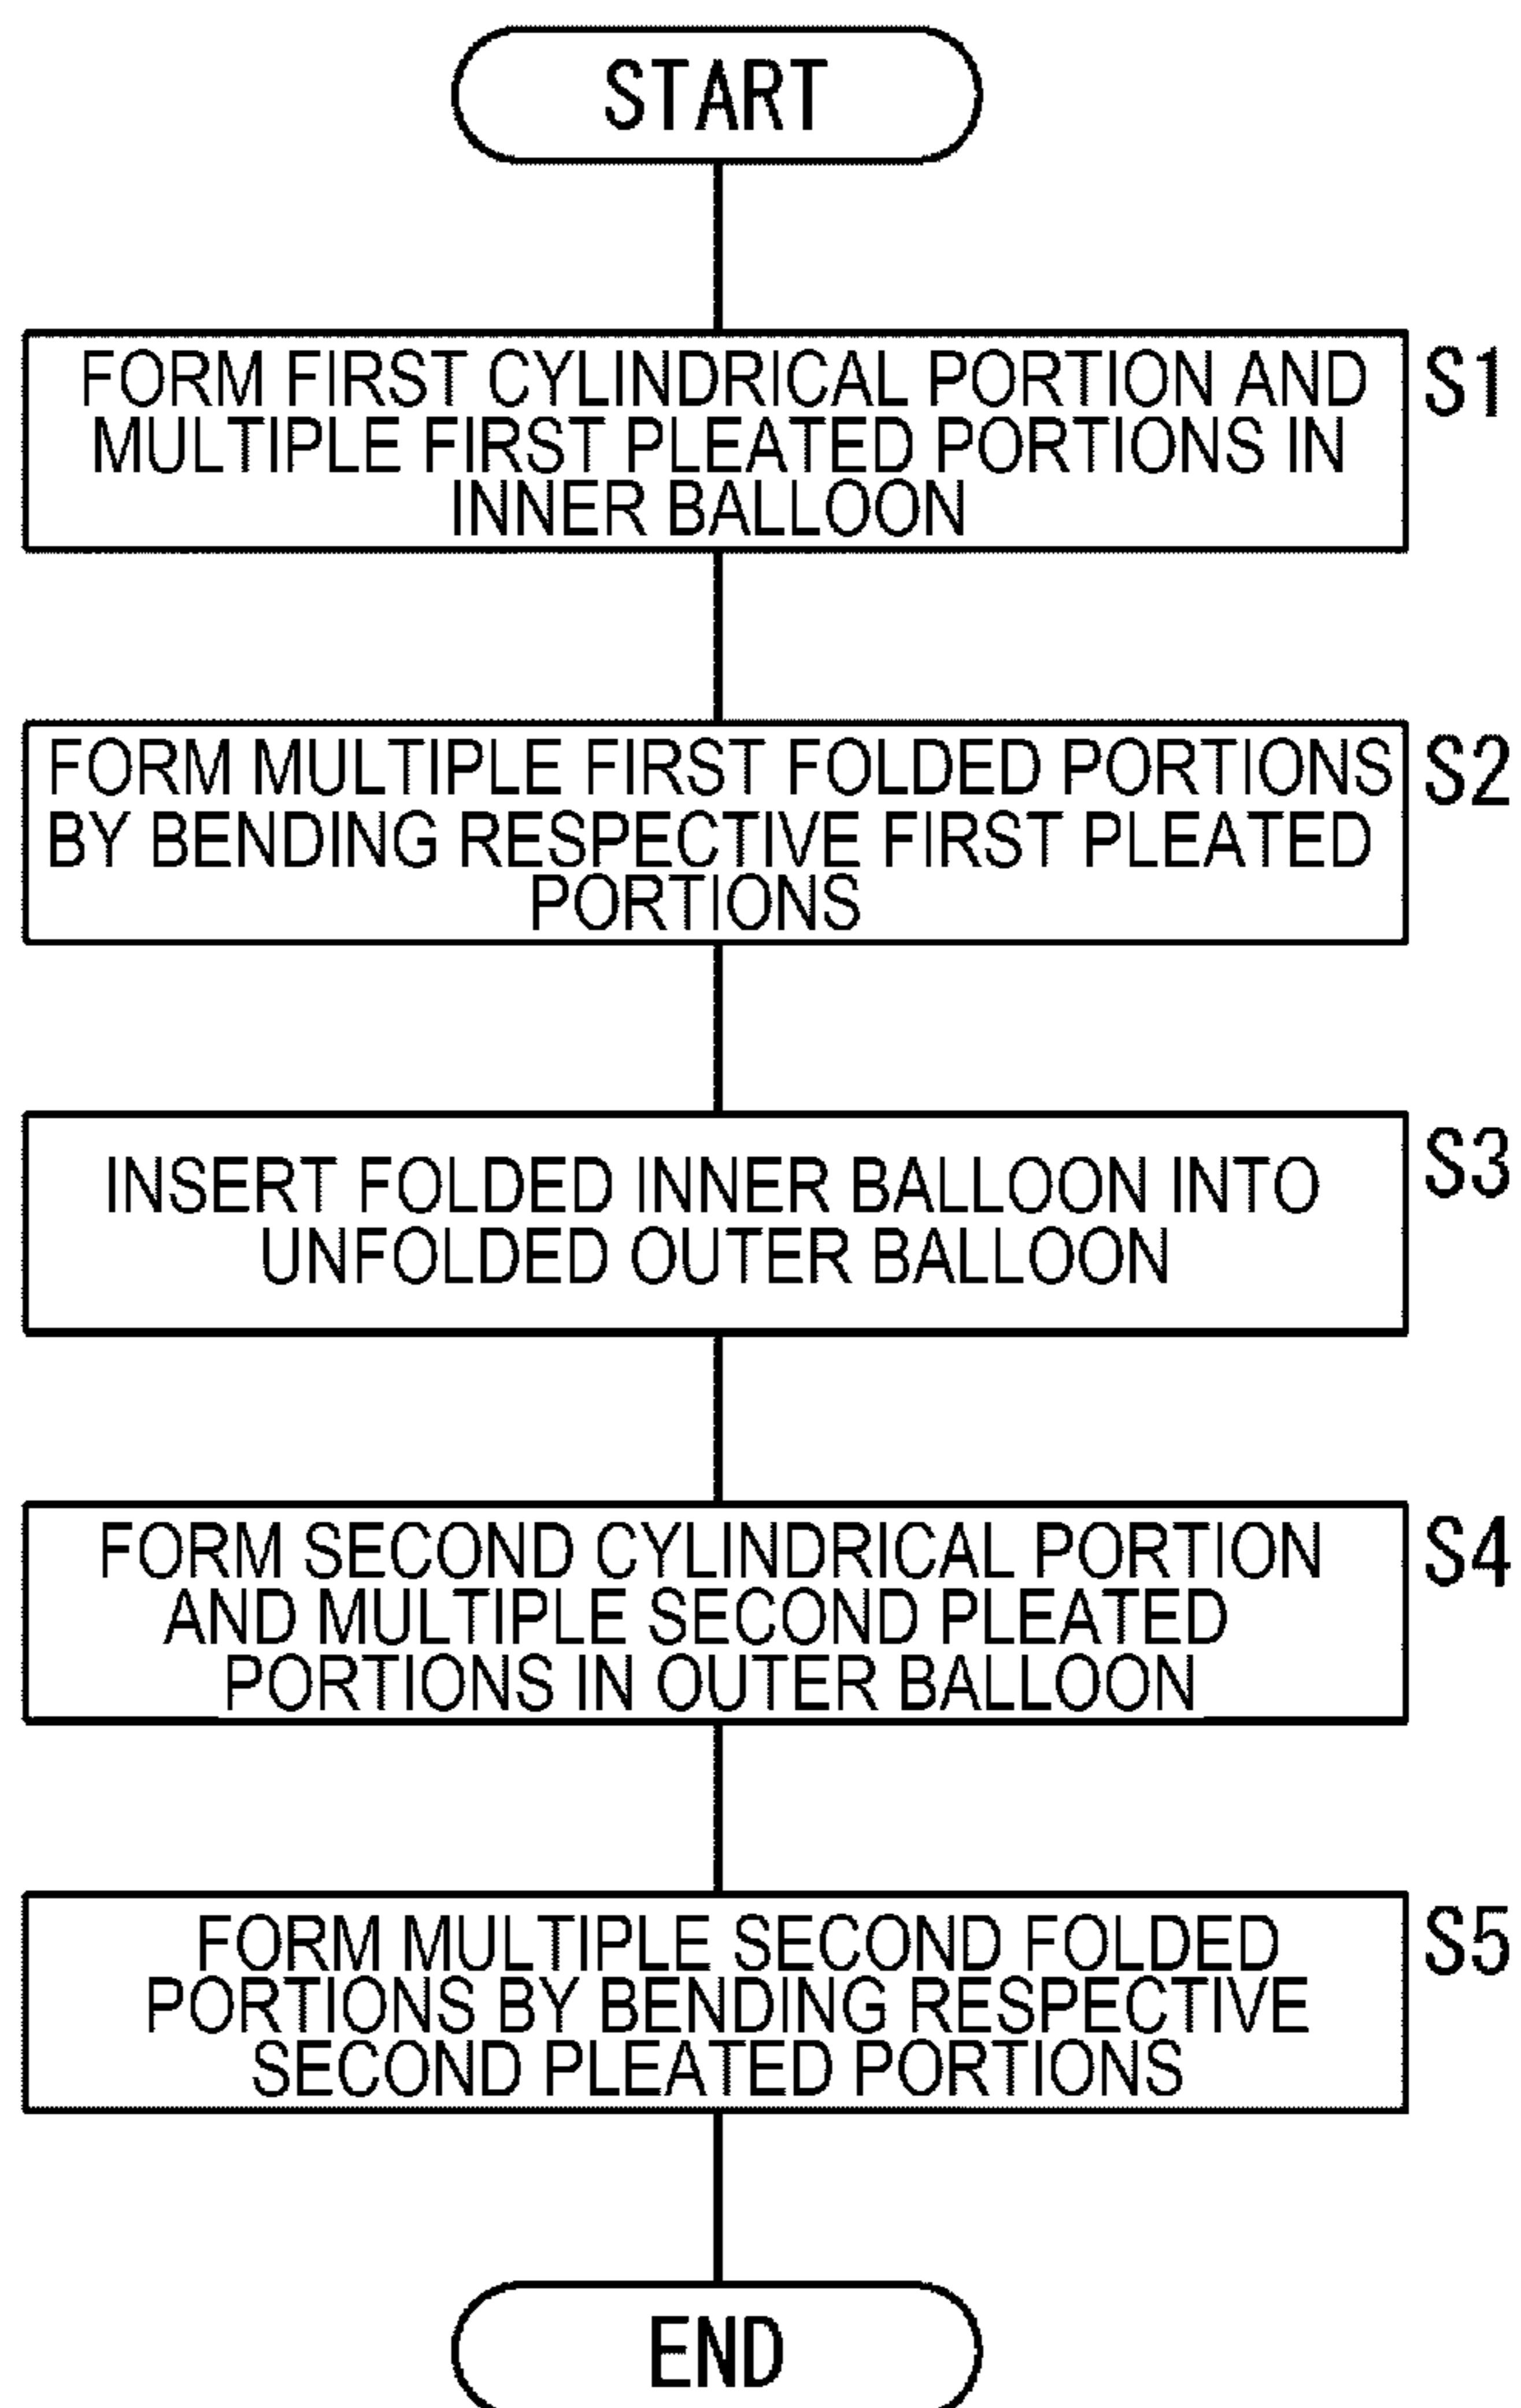 START
FORM FIRST CYLINDRICAL PORTION AND
MULTIPLE FIRST PLEATED PORTIONS IN
INNER BALLOON
S1
FORM MULTIPLE FIRST FOLDED PORTIONS
BY BENDING RESPECTIVE FIRST PLEATED
PORTIONS
S2
INSERT FOLDED INNER BALLOON INTO
UNFOLDED OUTER BALLOON
S3
FORM SECOND CYLINDRICAL PORTION
AND MULTIPLE SECOND PLEATED
PORTIONS IN OUTER BALLOON
S4
FORM MULTIPLE SECOND FOLDED
PORTIONS BY BENDING RESPECTIVE
SECOND PLEATED PORTIONS
S5
END